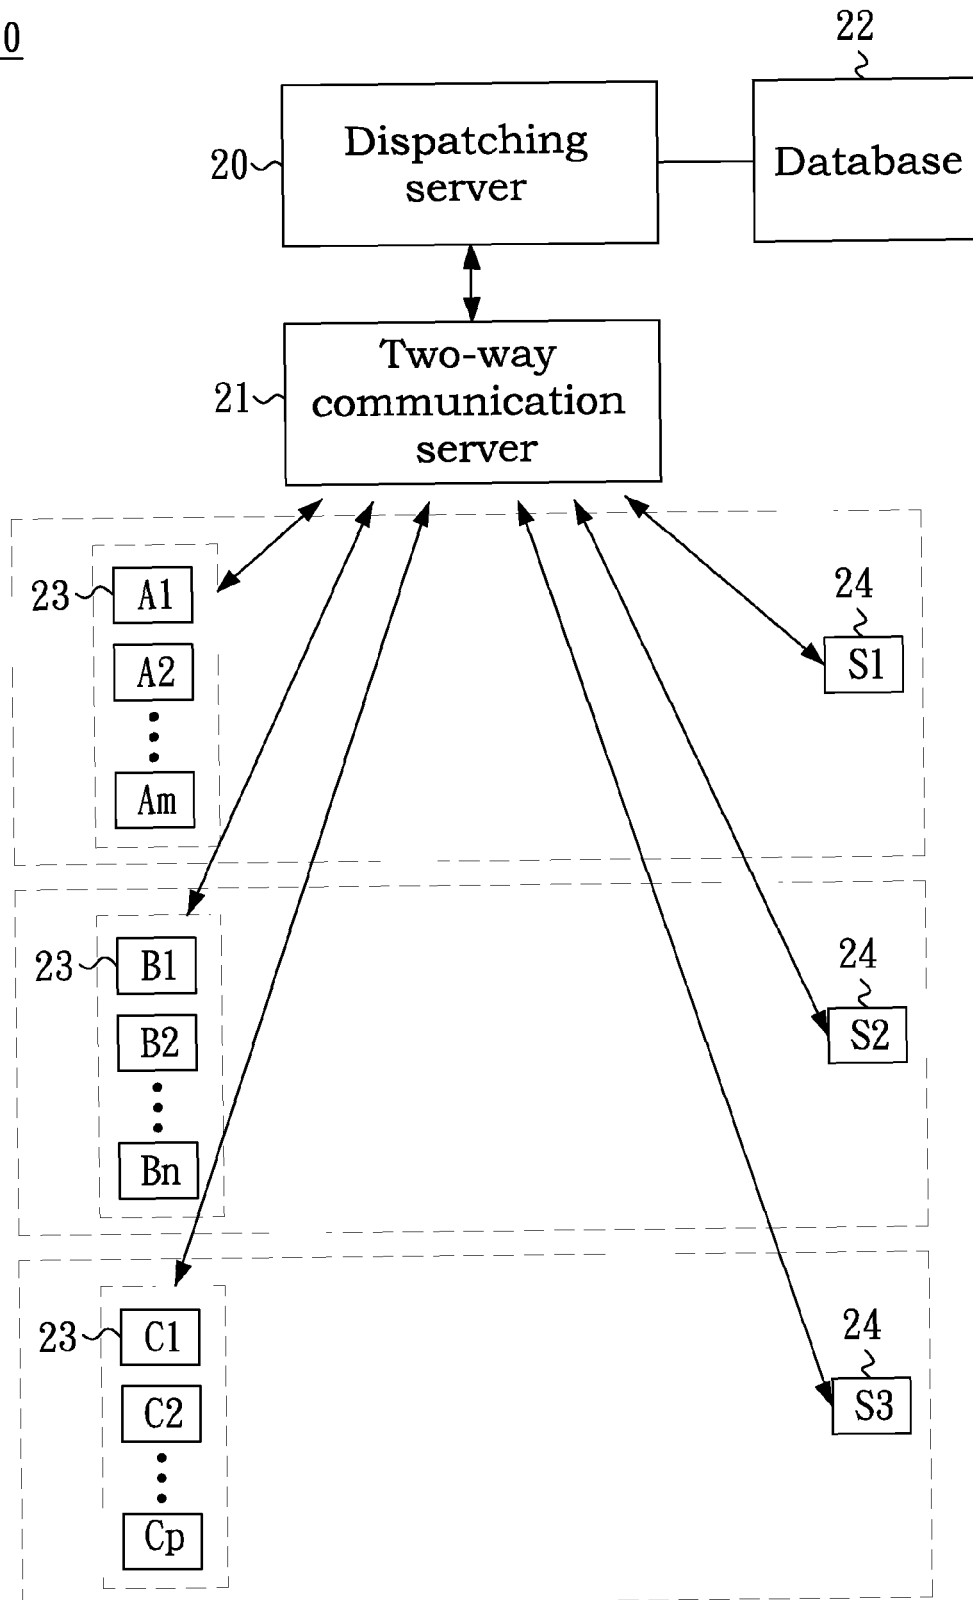 0
22
Dispatching
server
20
Database
Two-way
communication
server
21
23
A1
A2
Am
24
S1
23
B1
B2
Bn
24
S2
23
C1
C2
Cp
24
S3